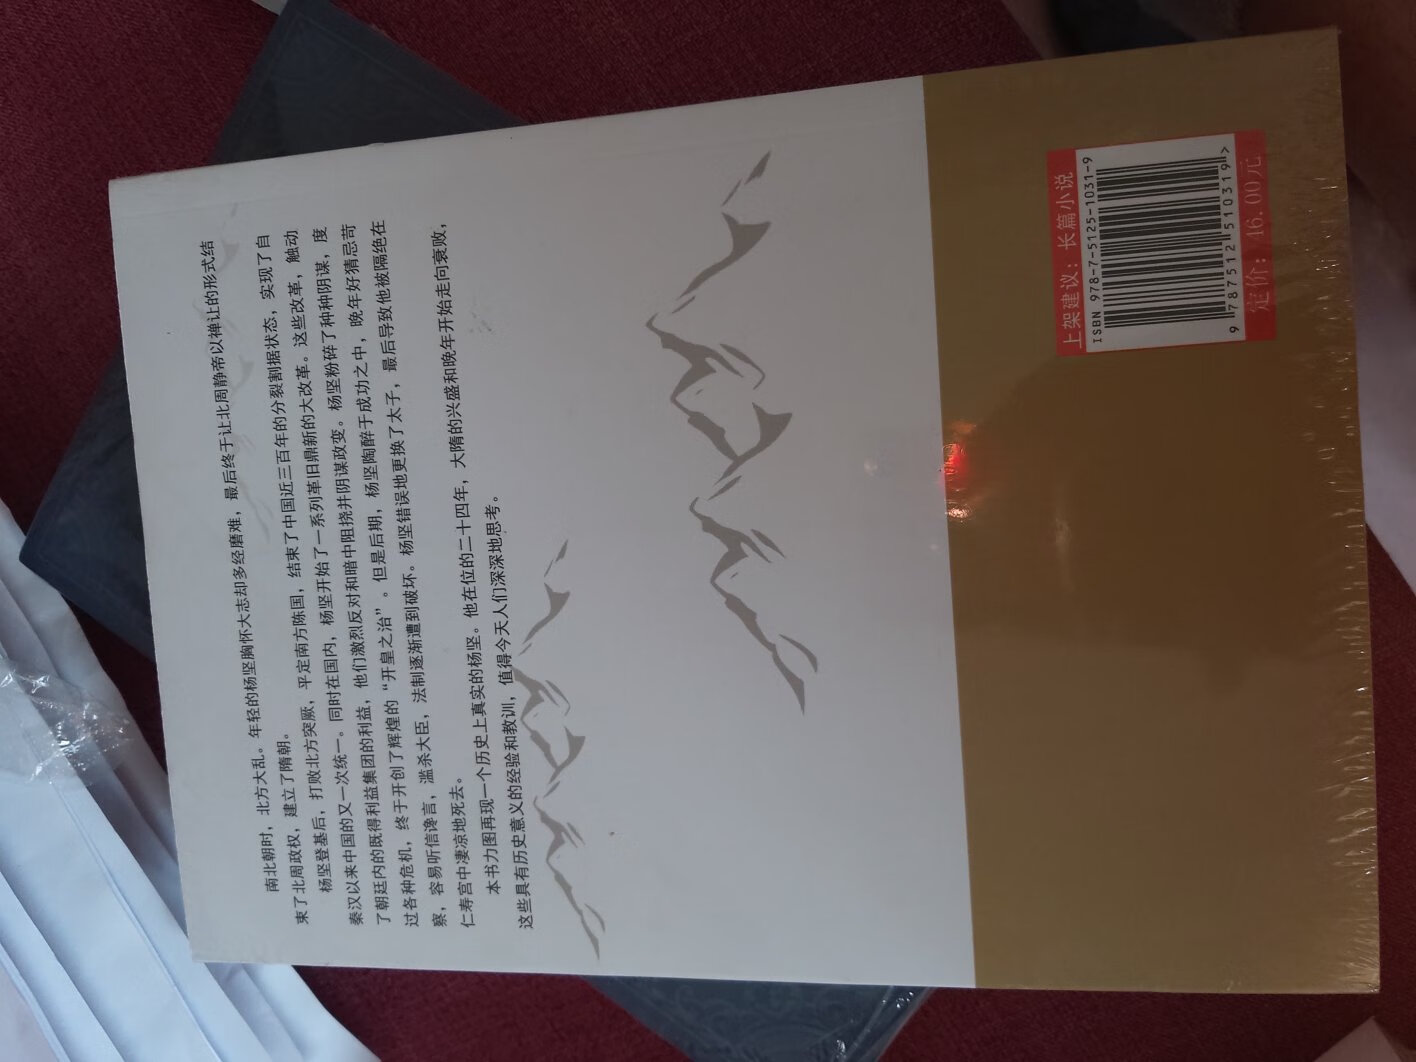 南北朝时，北方大乱。年轻的杨坚胸怀大志却多经磨难，最后终于让北周静帝以禅让的形式结
束了北周政权，建立了隋朝。
杨坚登基后，打败北方突厥，平定南方陈国，结束了中国近三百年的分裂割据状态，实现了自
秦汉以来中国的又一次统一。同时在国内，杨坚开始了一系列革旧鼎新的大改革。这些改革，触动
了朝廷内的既得利益集团的利益，他们激烈反对和暗中阻挠并阴谋政变。杨坚粉碎了种种阴谋，度
过各种危机，终于开创了辉煌的“开皇之治”。但是后期，杨坚陶醉于成功之中，晚年好猜忌苛
察，容易听信谗言，滥杀大臣，法制逐渐遭到破坏。杨坚错误地更换了太子，最后导致他被隔绝在
仁寿宫中凄凉地死去。
本书力图再现一个历史上真实的杨坚。他在位的二十四年，大隋的兴盛和晚年开始走向衰败，
这些具有历史意义的经验和教训，值得今天人们深深地思考。
上架建议：长篇小说
ISBN 978-7-5125-1031-9
9 787512 510319 >
定价：46.00元